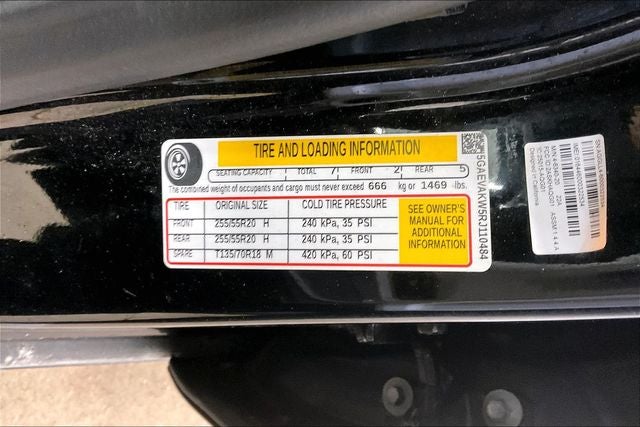 TIRE AND LOADING INFORMATION
SEATING CAPACITY TOTAL 7 FRONT 2 REAR 5
The combined weight of occupants and cargo must never exceed 666 kg or 1469 lbs.
TIRE ORIGINAL SIZE COLD TIRE PRESSURE
FRONT 255/55R20 H 240 kPa, 35 PSI
REAR 255/55R20 H 240 kPa, 35 PSI
SPARE T135/70R18 M 420 kPa, 60 PSI
SEE OWNER'S
MANUAL FOR
ADDITIONAL
INFORMATION
5GAEVAKW5RJ110484
Designed in California